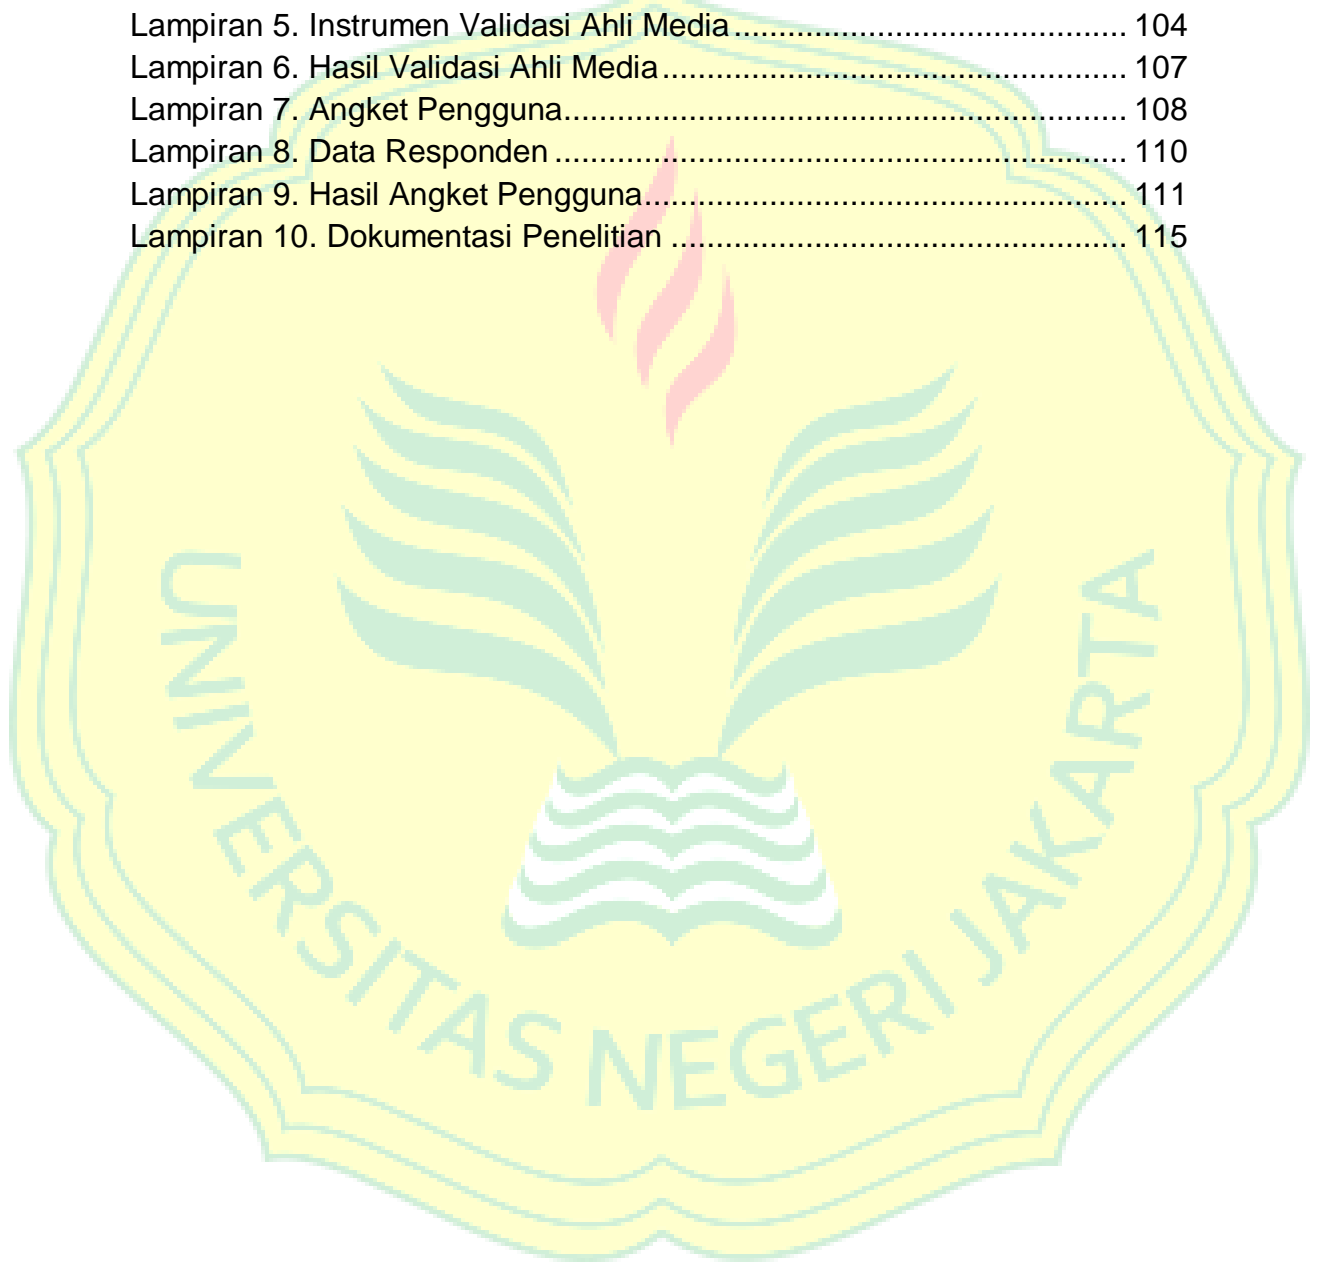 Lampiran 5. Instrumen Validasi Ahli Media ............................................ 104
Lampiran 6. Hasil Validasi Ahli Media .................................................... 107
Lampiran 7. Angket Pengguna............................................................... 108
Lampiran 8. Data Responden ................................................................ 110
Lampiran 9. Hasil Angket Pengguna...................................................... 111
Lampiran 10. Dokumentasi Penelitian ................................................... 115
UNIVERSITAS NEGERI JAKARTA